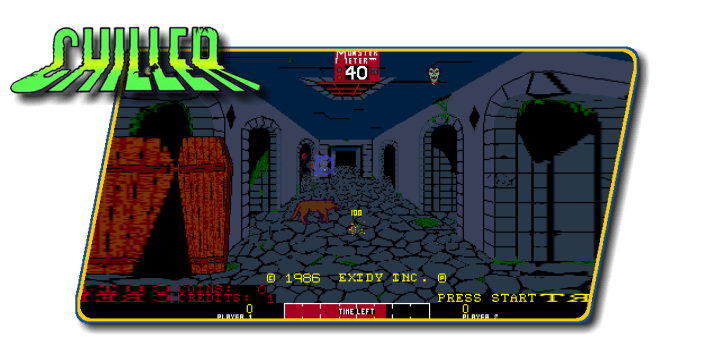 CHILLER
MONSTER
METER™
40
100
© 1986 EXIDY INC. @
COINS: 0
CREDITS: 1
PRESS START
0
PLAYER 1
TIME LEFT
0
PLAYER 2